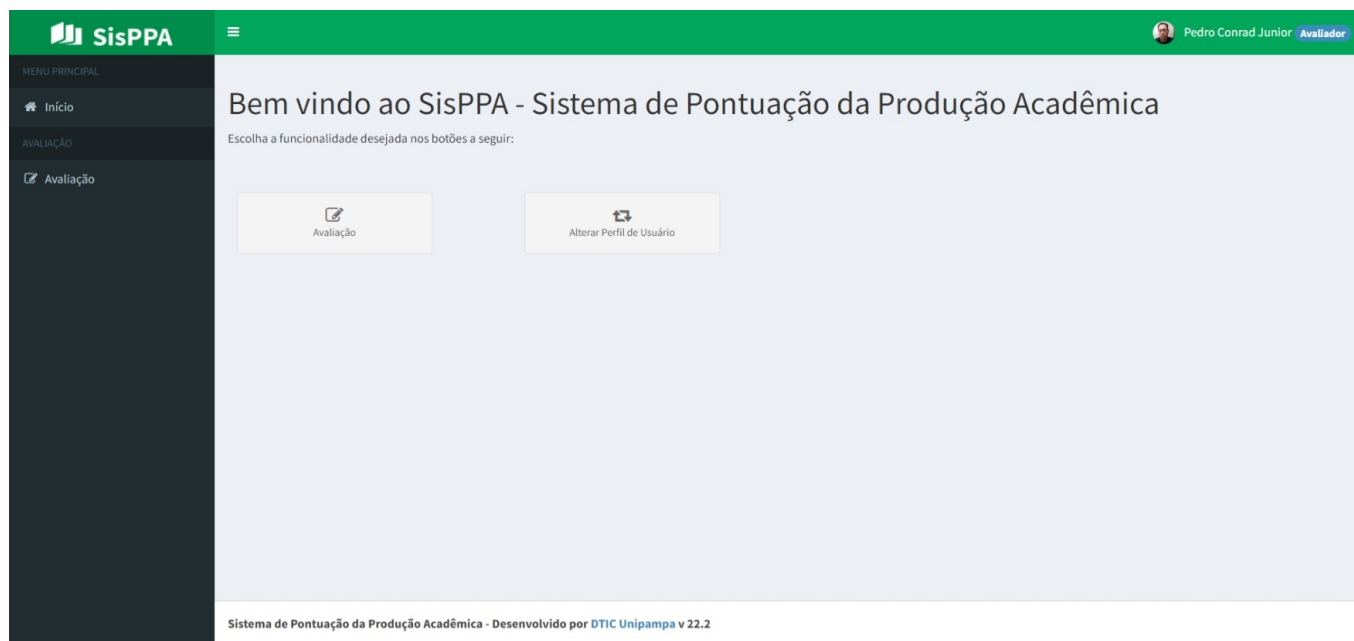 SisPPA
Pedro Conrad Junior Avaliador
MENU PRINCIPAL
Início
AVALIAÇÃO
Avaliação
Bem vindo ao SisPPA - Sistema de Pontuação da Produção Acadêmica
Escolha a funcionalidade desejada nos botões a seguir:
Avaliação
Alterar Perfil de Usuário
Sistema de Pontuação da Produção Acadêmica - Desenvolvido por DTIC Unipampa v 22.2